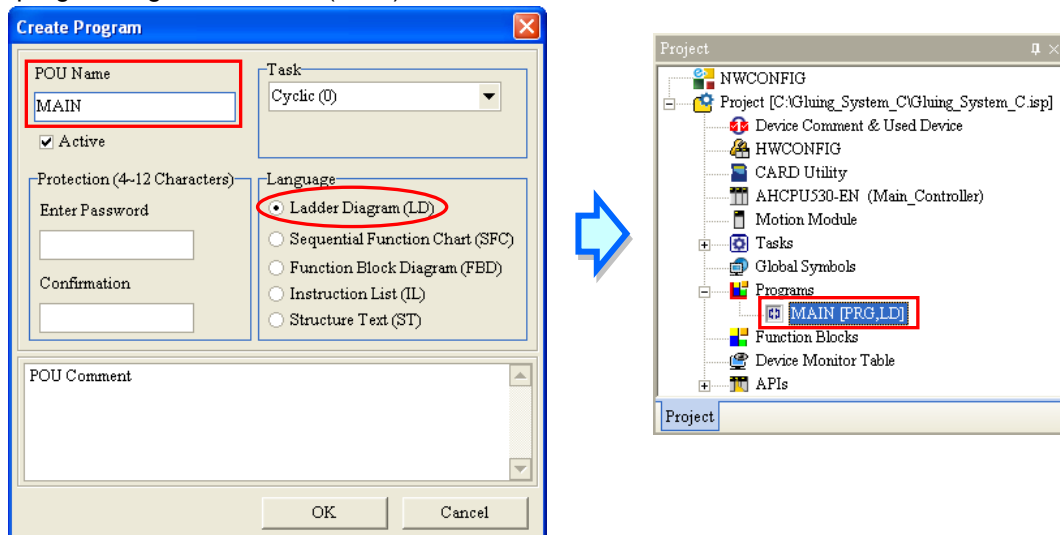 Create Program
POU Name
MAIN
Active
Task
Cyclic (0)
Protection (4~12 Characters)
Enter Password
Confirmation
Language
Ladder Diagram (LD)
Sequential Function Chart (SFC)
Function Block Diagram (FBD)
Instruction List (IL)
Structure Text (ST)
POU Comment
OK
Cancel
Project
NWCONFIG
Project [C:\Gluing_System_C\Gluing_System_C.isp]
Device Comment & Used Device
HWCONFIG
CARD Utility
AHCPU530-EN (Main_Controller)
Motion Module
Tasks
Global Symbols
Programs
MAIN [PRG,LD]
Function Blocks
Device Monitor Table
APIs
Project